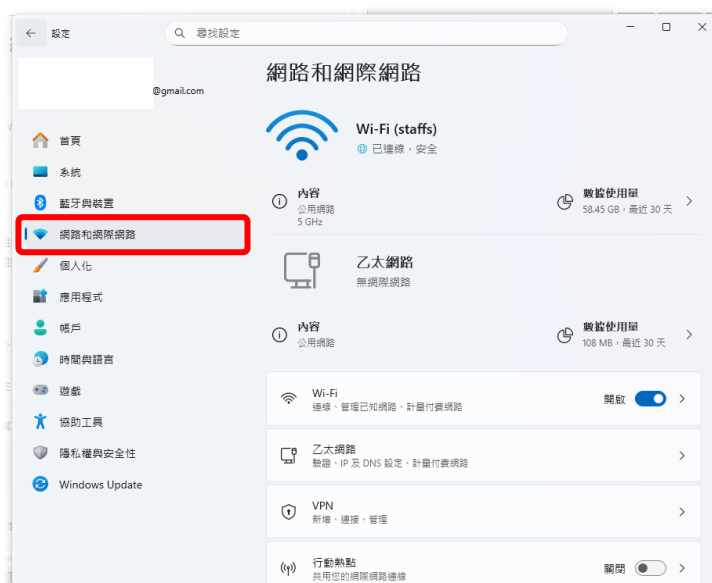 設定
尋找設定
@gmail.com
首頁
系統
藍牙與裝置
網路和網際網路
個人化
應用程式
帳戶
時間與語言
遊戲
協助工具
隱私權與安全性
Windows Update
網路和網際網路
Wi-Fi (staffs)
已連線，安全
內容
公用網路
5 GHz
數據使用量
58.45 GB，最近 30 天
乙太網路
無網際網路
內容
公用網路
數據使用量
108 MB，最近 30 天
Wi-Fi
連線、管理已知網路、計量付費網路
開啟
乙太網路
驗證、IP 及 DNS 設定、計量付費網路
VPN
新增、連接、管理
行動熱點
共用您的網際網路連線
關閉